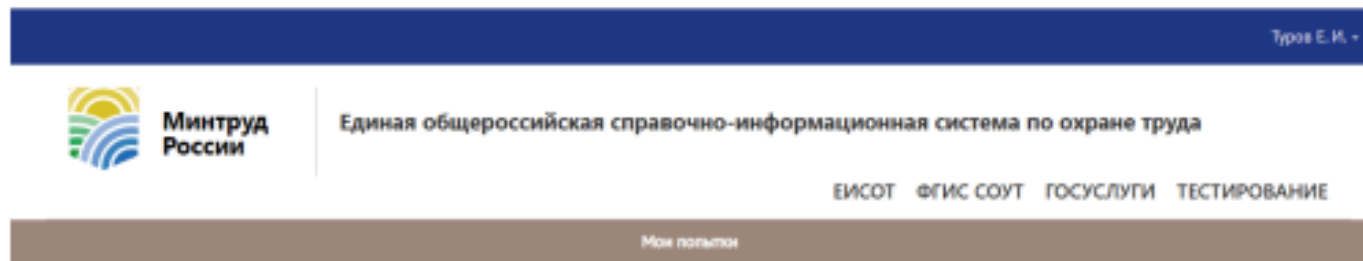 Туров Е. И.
Минтруд
России
Единая общероссийская справочно-информационная система по охране труда
ЕИСОТ ФГИС СОУТ ГОСУСЛУГИ ТЕСТИРОВАНИЕ
Мои попытки